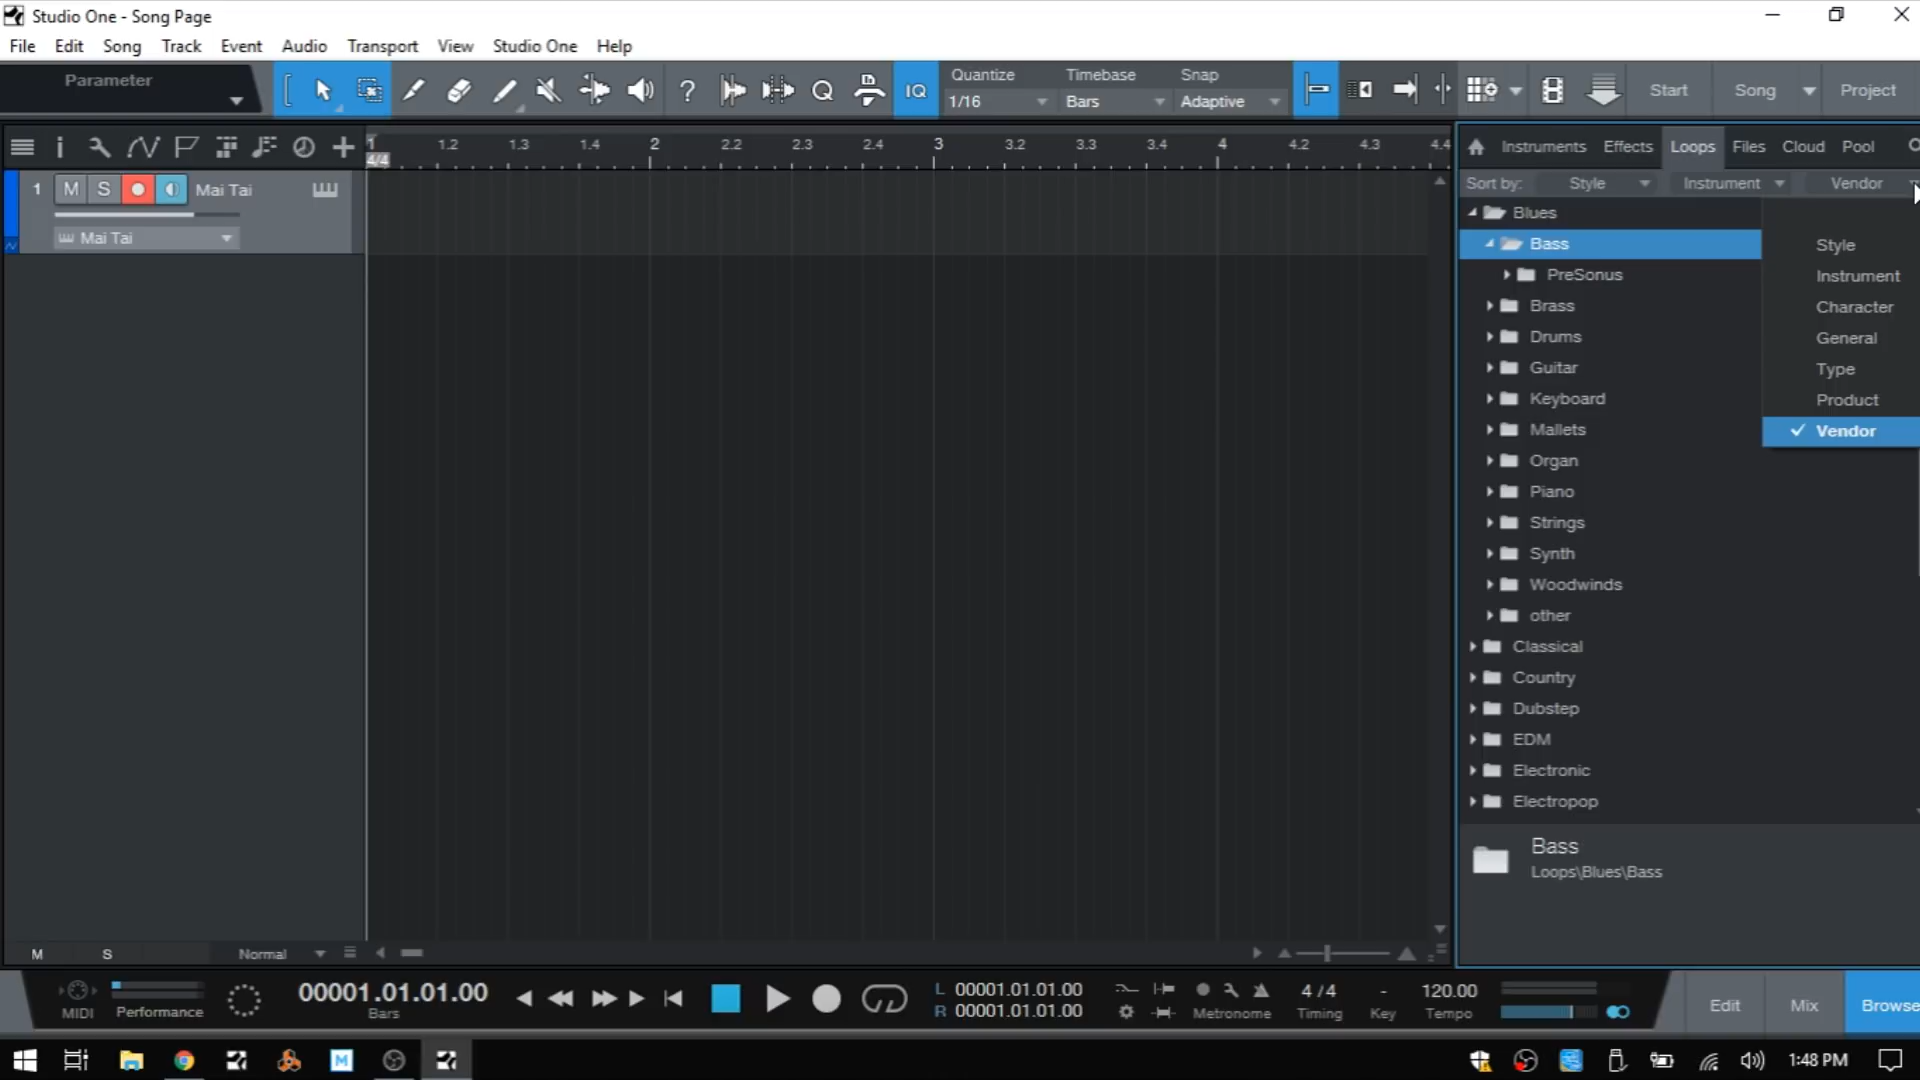 Studio One - Song Page
File Edit Song Track Event Audio Transport View Studio One Help
Parameter
Quantize Timebase Snap
1/16 Bars Adaptive
IQ
Start Song Project
1 1.2 1.3 1.4 2 2.2 2.3 2.4 3 3.2 3.3 3.4 4 4.2 4.3 4.4
4/4
Instruments Effects Loops Files Cloud Pool
Sort by: Style Instrument Vendor
1 M S Mai Tai
Mai Tai
Blues
Bass
PreSonus
Brass
Drums
Guitar
Keyboard
Mallets
Organ
Piano
Strings
Synth
Woodwinds
other
Classical
Country
Dubstep
EDM
Electronic
Electropop
Style
Instrument
Character
General
Type
Product
Vendor
Bass
Loops\Blues\Bass
M S Normal
MIDI Performance
00001.01.01.00
Bars
L 00001.01.01.00
R 00001.01.01.00
Metronome
4 / 4
Timing
-
Key
120.00
Tempo
Edit Mix Browse
1:48 PM